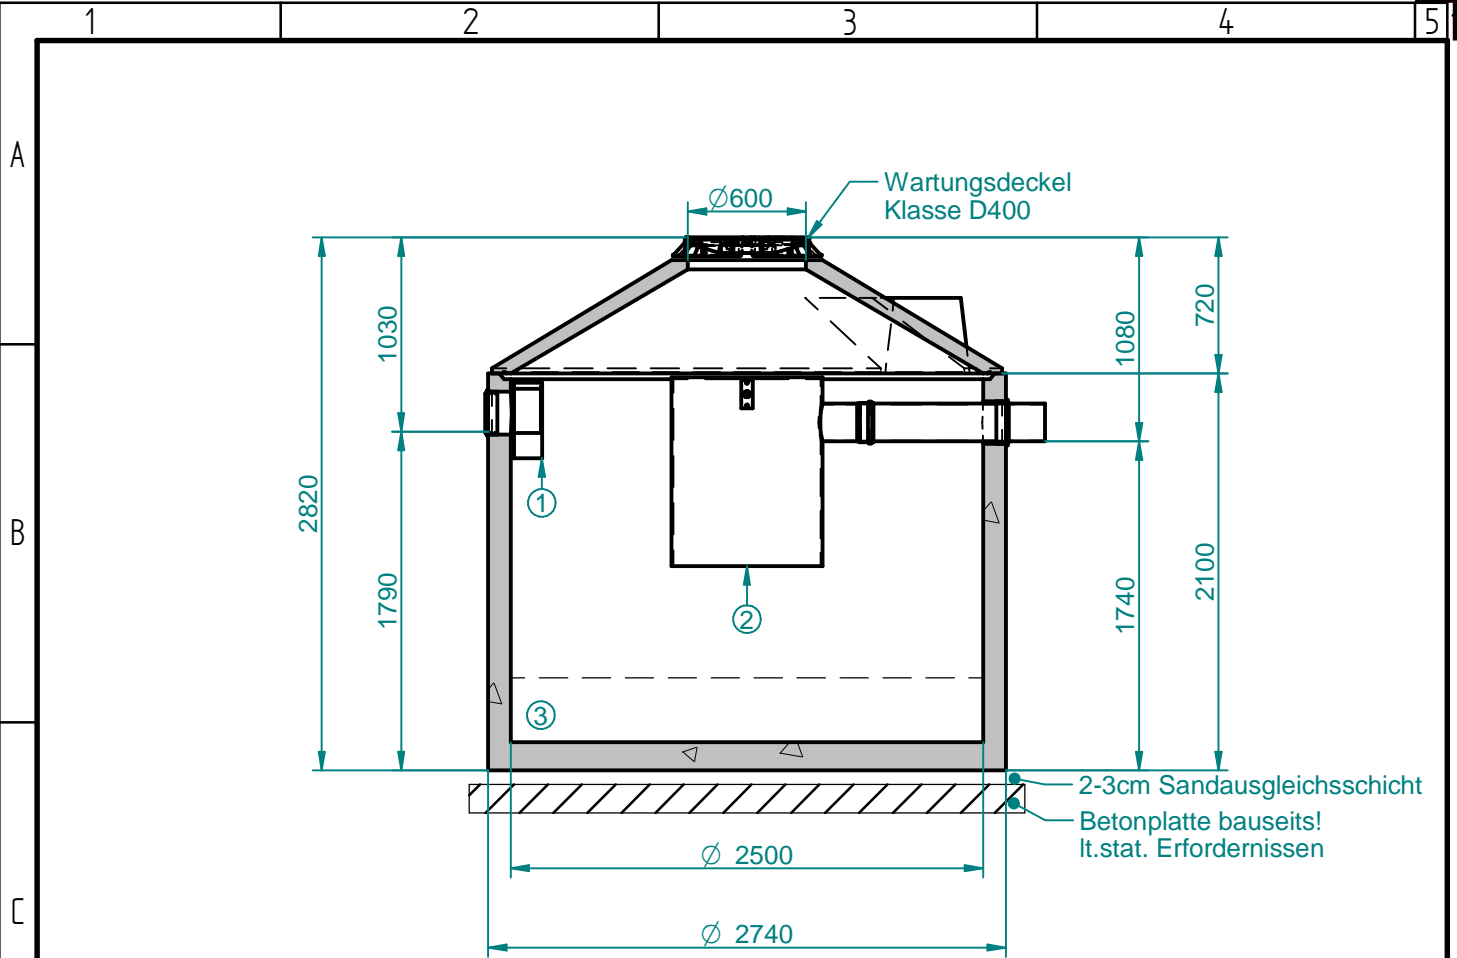 1 2 3 4 5
A
Wartungsdeckel
Klasse D400
Ø600
1030
1080
720
B
2820
1
1790
2
1740
2100
3
2-3cm Sandausgleichsschicht
Betonplatte bauseits!
lt.stat. Erfordernissen
Ø 2500
C
Ø 2740